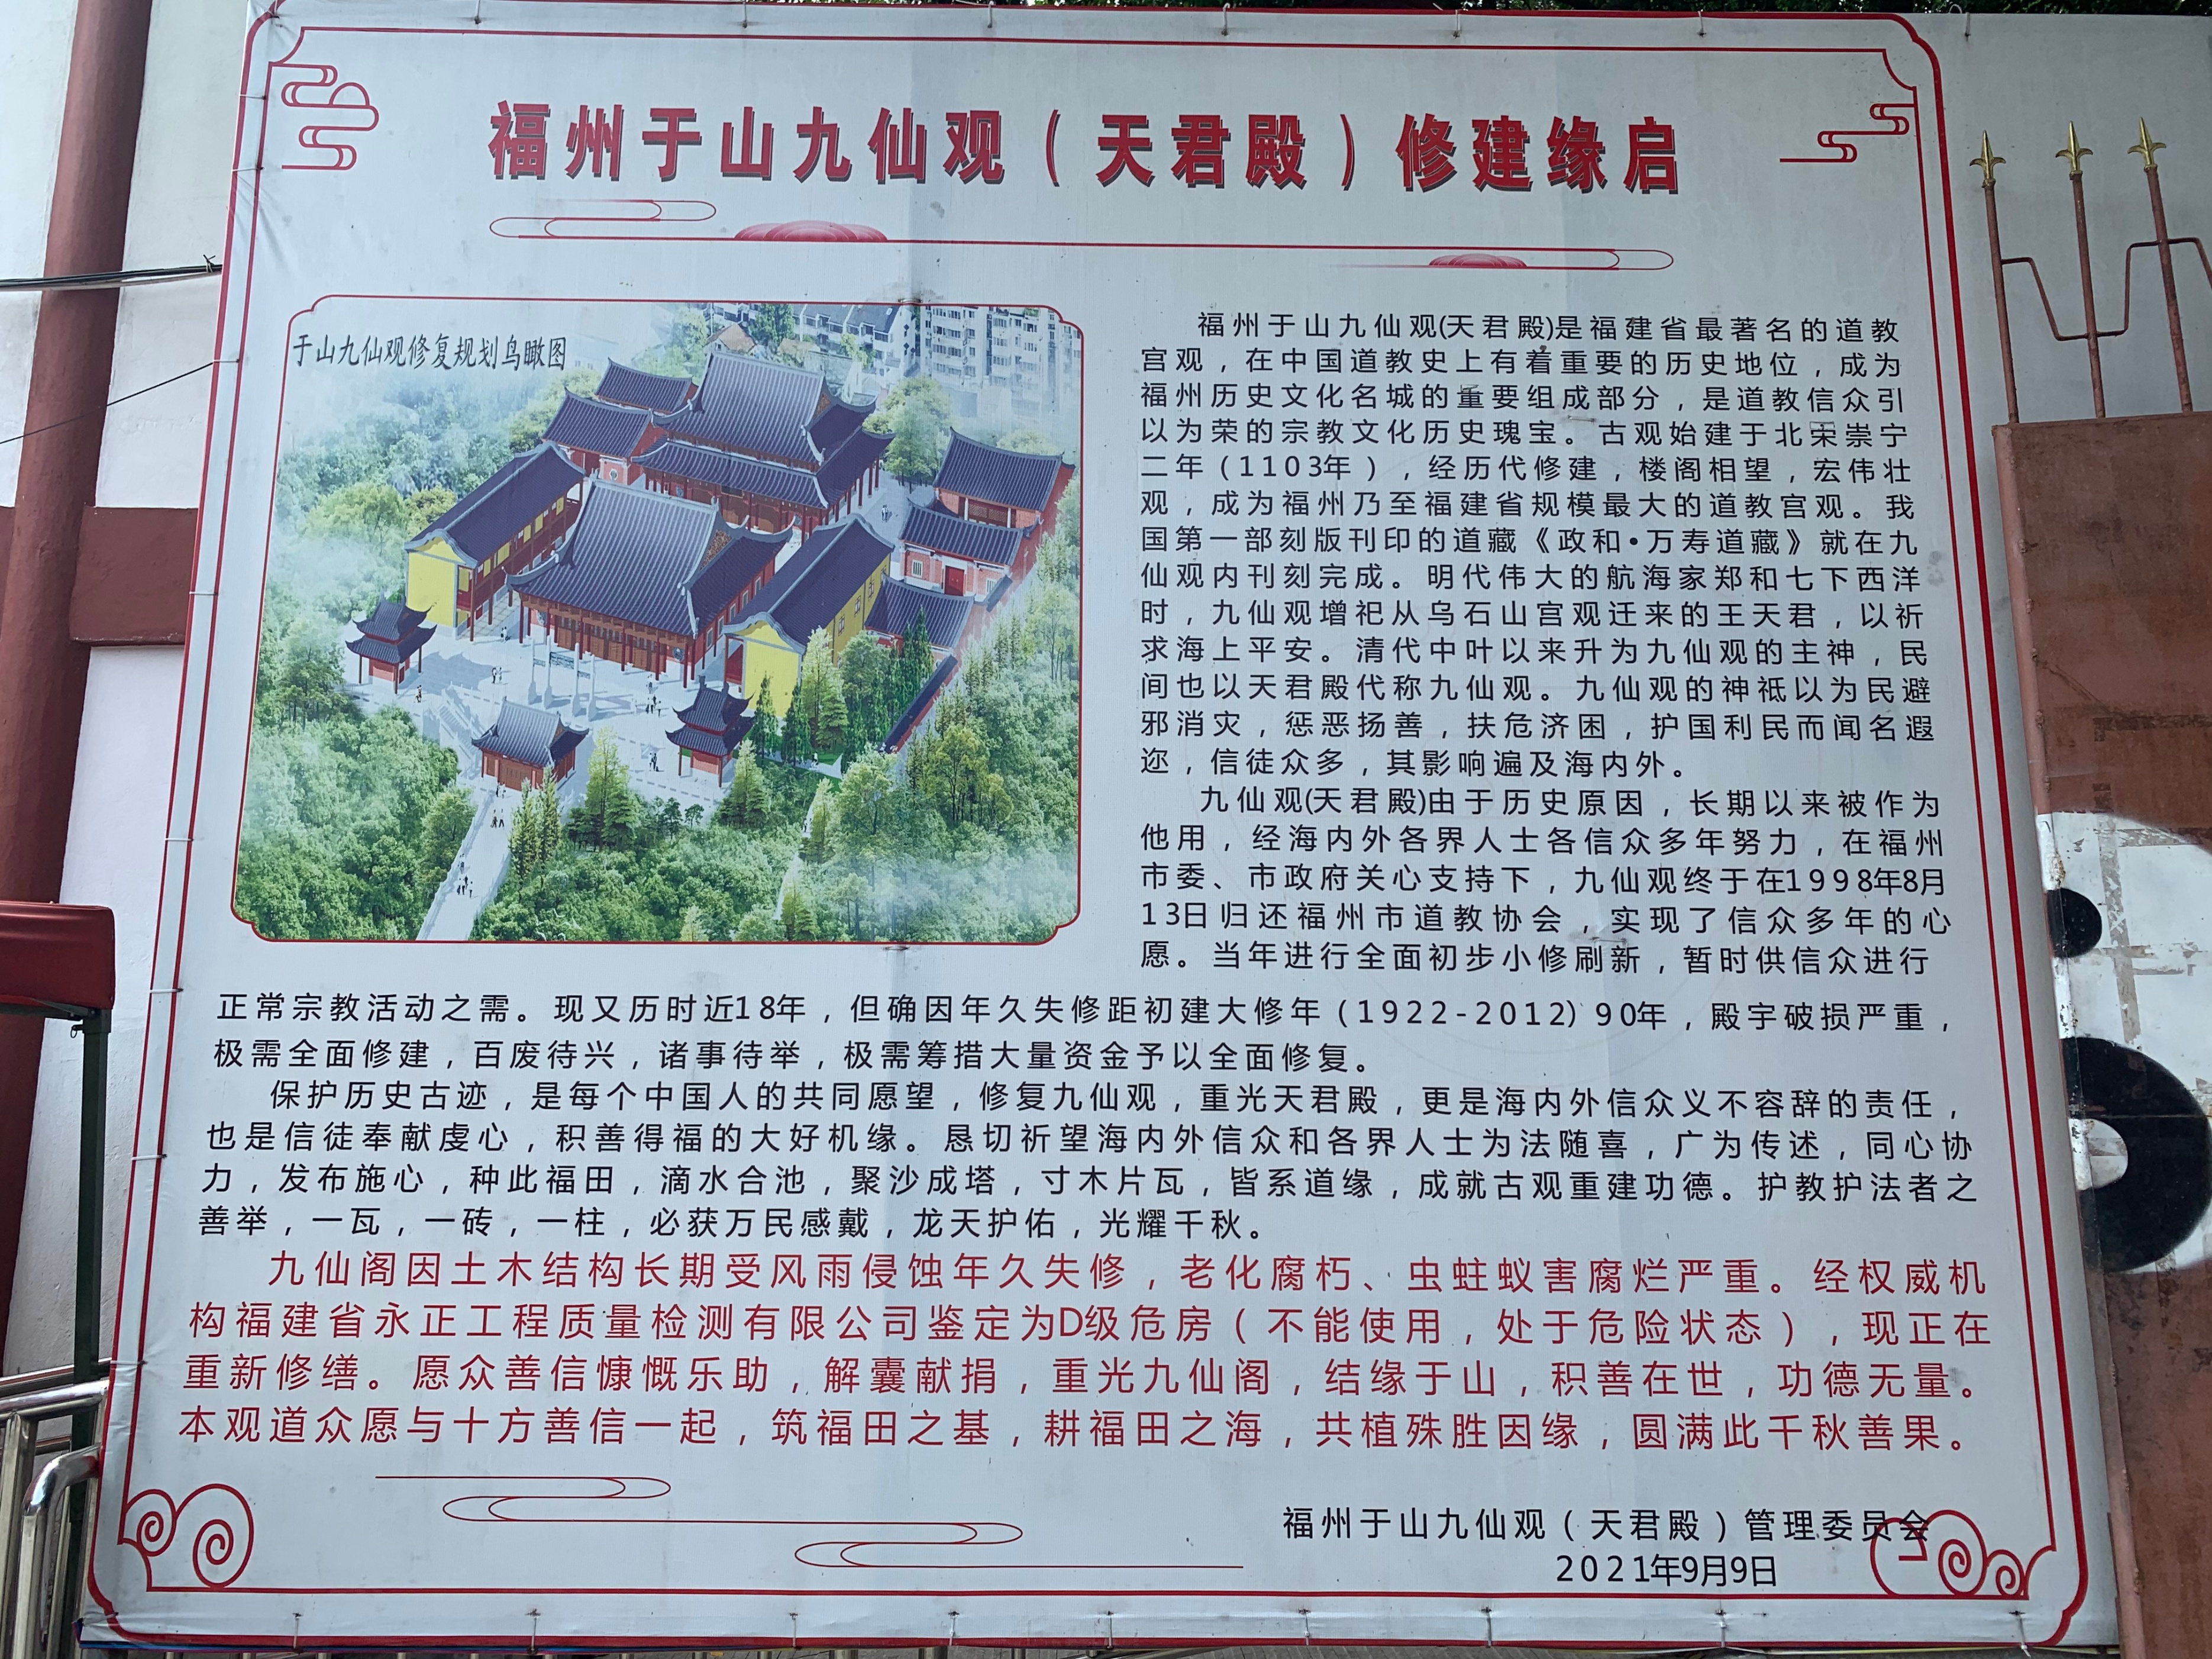 福州于山九仙观（天君殿）修建缘启
于山九仙观修复规划鸟瞰图
福州于山九仙观(天君殿)是福建省最著名的道教
宫观，在中国道教史上有着重要的历史地位，成为
福州历史文化名城的重要组成部分，是道教信众引
以为荣的宗教文化历史瑰宝。古观始建于北宋崇宁
二年（1103年），经历代修建，楼阁相望，宏伟壮
观，成为福州乃至福建省规模最大的道教宫观。我
国第一部刻版刊印的道藏《政和•万寿道藏》就在九
仙观内刊刻完成。明代伟大的航海家郑和七下西洋
时，九仙观增祀从乌石山宫观迁来的王天君，以祈
求海上平安。清代中叶以来升为九仙观的主神，民
间也以天君殿代称九仙观。九仙观的神祇以为民避
邪消灾，惩恶扬善，扶危济困，护国利民而闻名遐
迩，信徒众多，其影响遍及海内外。
九仙观(天君殿)由于历史原因，长期以来被作为
他用，经海内外各界人士各信众多年努力，在福州
市委、市政府关心支持下，九仙观终于在1998年8月
13日归还福州市道教协会，实现了信众多年的心
愿。当年进行全面初步小修刷新，暂时供信众进行
正常宗教活动之需。现又历时近18年，但确因年久失修距初建大修年（1922-2012）90年，殿宇破损严重，
极需全面修建，百废待兴，诸事待举，极需筹措大量资金予以全面修复。
保护历史古迹，是每个中国人的共同愿望，修复九仙观，重光天君殿，更是海内外信众义不容辞的责任，
也是信徒奉献虔心，积善得福的大好机缘。恳切祈望海内外信众和各界人士为法随喜，广为传述，同心协
力，发布施心，种此福田，滴水合池，聚沙成塔，寸木片瓦，皆系道缘，成就古观重建功德。护教护法者之
善举，一瓦，一砖，一柱，必获万民感戴，龙天护佑，光耀千秋。
九仙阁因土木结构长期受风雨侵蚀年久失修，老化腐朽、虫蛀蚁害腐烂严重。经权威机
构福建省永正工程质量检测有限公司鉴定为D级危房（不能使用，处于危险状态），现正在
重新修缮。愿众善信慷慨乐助，解囊献捐，重光九仙阁，结缘于山，积善在世，功德无量。
本观道众愿与十方善信一起，筑福田之基，耕福田之海，共植殊胜因缘，圆满此千秋善果。
福州于山九仙观（天君殿）管理委员会
2021年9月9日